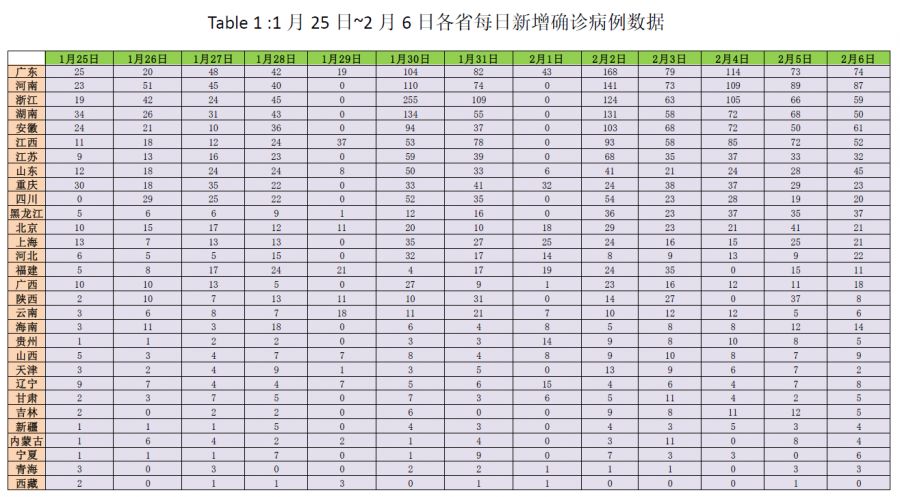 Table 1 :1 月 25 日~2 月 6 日各省每日新增确诊病例数据
1月25日 1月26日 1月27日 1月28日 1月29日 1月30日 1月31日 2月1日 2月2日 2月3日 2月4日 2月5日 2月6日
广东 25 20 48 42 19 104 82 43 168 79 114 73 74
河南 23 51 45 40 0 110 74 0 141 73 109 89 87
浙江 19 42 24 45 0 255 109 0 124 63 105 66 59
湖南 34 26 31 43 0 134 55 0 131 58 72 68 50
安徽 24 21 10 36 0 94 37 0 103 68 72 50 61
江西 11 18 12 24 37 53 78 0 93 58 85 72 52
江苏 9 13 16 23 0 59 39 0 68 35 37 33 32
山东 12 18 24 24 8 50 33 6 41 21 24 28 45
重庆 30 18 35 22 0 33 41 32 24 38 37 29 23
四川 0 29 25 22 0 52 35 0 54 23 28 19 20
黑龙江 5 6 6 9 1 12 16 0 36 23 37 35 37
北京 10 15 17 12 11 20 10 18 29 23 21 41 21
上海 13 7 13 13 0 35 27 25 24 16 15 25 21
河北 6 5 5 15 0 32 17 14 8 9 13 9 22
福建 5 8 17 24 21 4 17 19 24 35 0 15 11
广西 10 10 13 5 0 27 9 1 23 16 12 11 18
陕西 2 10 7 13 11 10 31 0 14 27 0 37 8
云南 3 6 8 7 18 11 21 7 10 12 12 5 6
海南 3 11 3 18 0 6 4 8 5 8 8 12 14
贵州 1 1 2 2 0 3 3 14 9 8 10 8 5
山西 5 3 4 7 7 8 4 8 9 10 8 7 9
天津 3 2 4 9 1 3 5 0 13 9 6 7 2
辽宁 9 7 4 4 7 5 6 15 4 6 4 7 8
甘肃 2 3 7 5 0 7 3 6 5 11 4 2 5
吉林 2 0 2 2 0 6 0 0 9 8 11 12 5
新疆 1 1 1 5 0 4 3 0 4 3 5 3 4
内蒙古 1 6 4 2 2 1 4 0 3 11 0 8 4
宁夏 1 1 1 7 0 1 9 0 7 3 3 0 6
青海 3 0 3 0 0 2 2 1 1 1 0 3 3
西藏 2 0 1 1 3 0 1 1 0 0 0 1 0